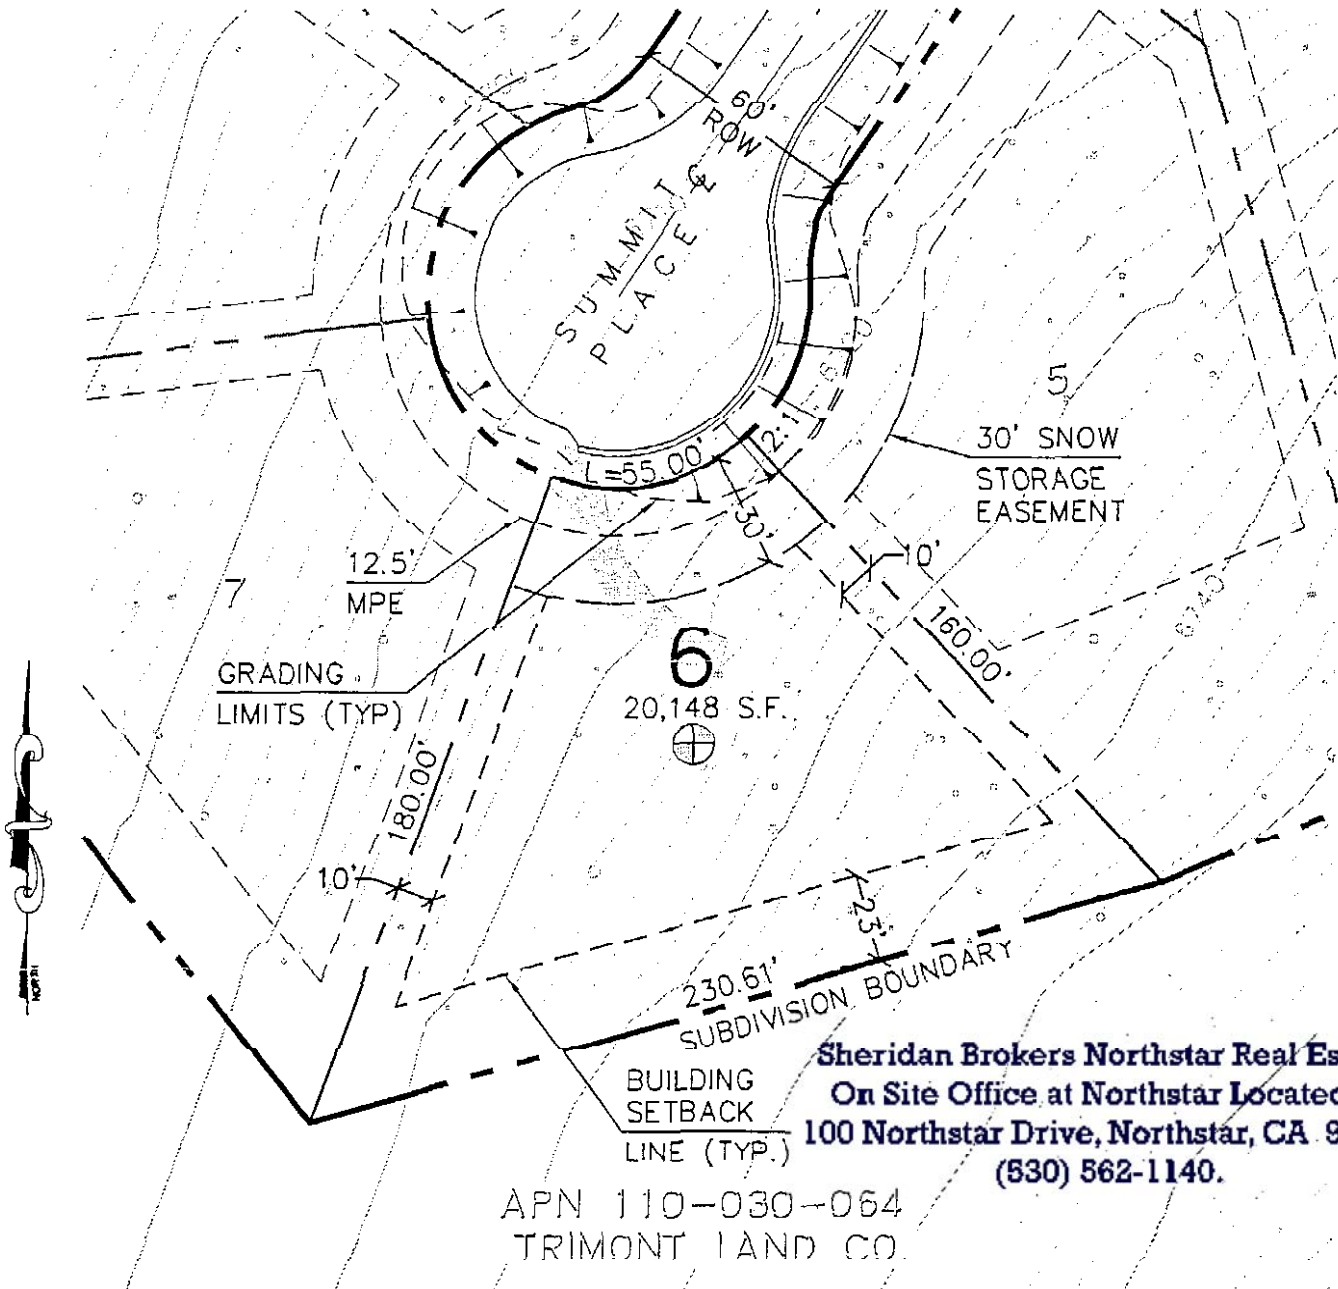 60'
ROW
SUMMIT
PLACE
5
30' SNOW
STORAGE
EASEMENT
2:1
L=55.00'
30'
10'
12.5'
MPE
7
6740
160.00'
GRADING
LIMITS (TYP)
6
20,148 S.F.
180.00'
10'
23'
230.61'
SUBDIVISION BOUNDARY
NORTH
BUILDING
SETBACK
LINE (TYP.)
Sheridan Brokers Northstar Real Es
On Site Office at Northstar Located
100 Northstar Drive, Northstar, CA 9
(530) 562-1140.
APN 110-030-064
TRIMONT LAND CO.